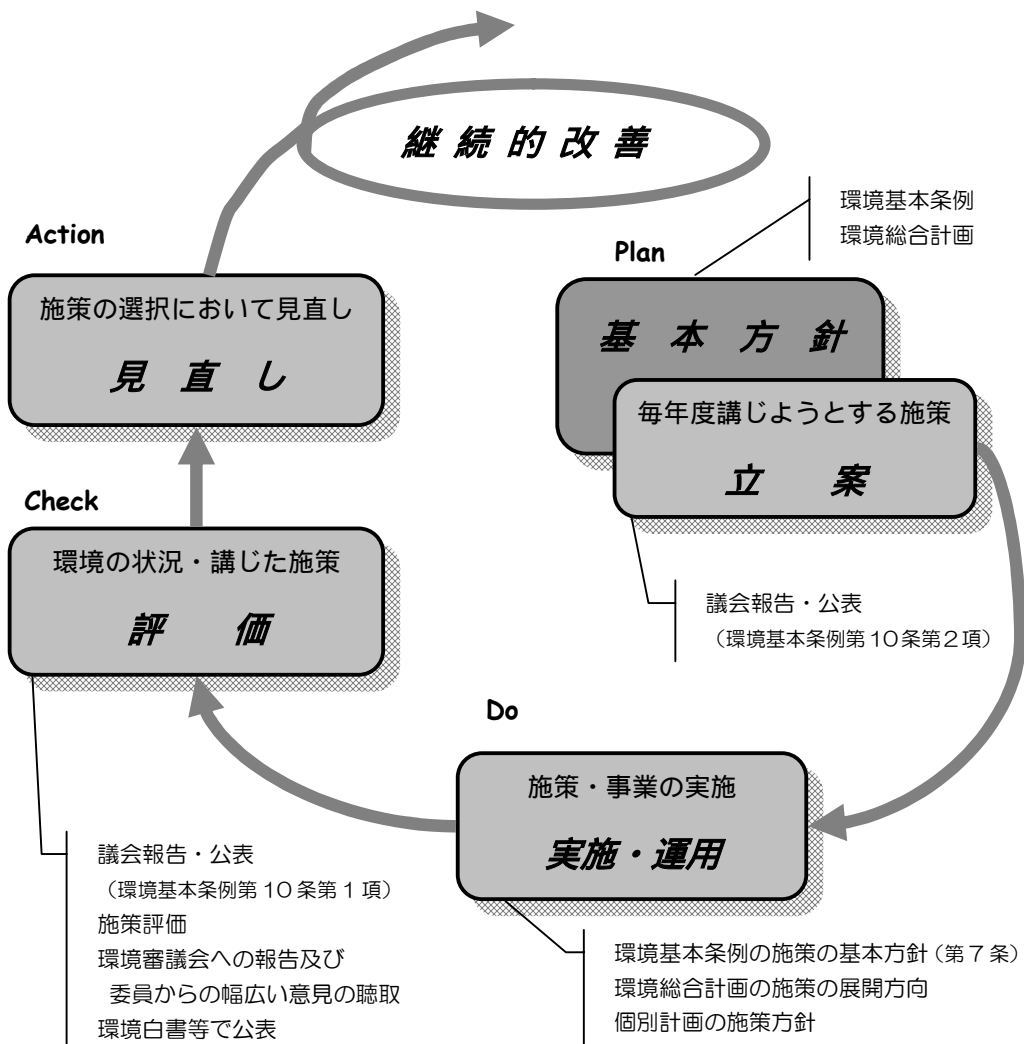 継続的改善
環境基本条例
環境総合計画
Plan
基本方針
毎年度講じようとする施策
立案
議会報告・公表
（環境基本条例第10条第2項）
Do
施策・事業の実施
実施・運用
環境基本条例の施策の基本方針（第7条）
環境総合計画の施策の展開方向
個別計画の施策方針
Check
環境の状況・講じた施策
評価
議会報告・公表
（環境基本条例第10条第1項）
施策評価
環境審議会への報告及び
委員からの幅広い意見の聴取
環境白書等で公表
Action
施策の選択において見直し
見直し